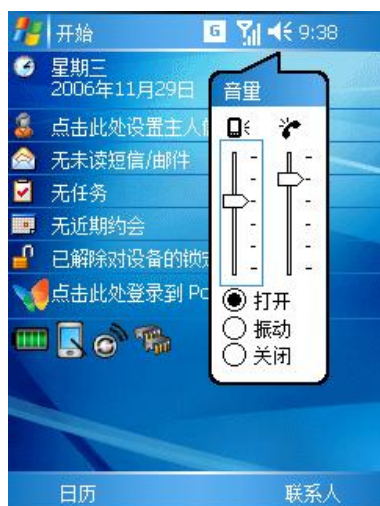 开始 G 9:38
星期三
2006年11月29日
音量
点击此处设置主人
无未读短信/邮件
无任务
无近期约会
已解除对设备的锁定
点击此处登录到 Po
打开
振动
关闭
日历 联系人